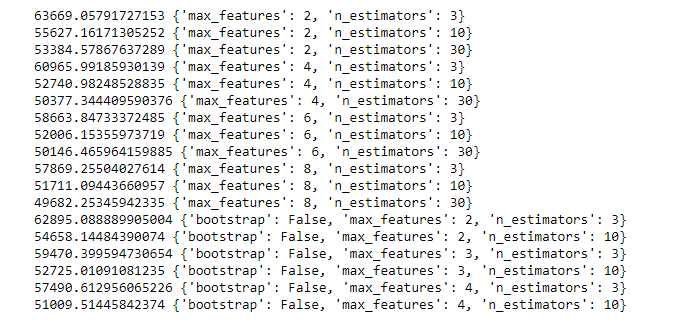 63669.05791727153 {'max_features': 2, 'n_estimators': 3}
55627.16171305252 {'max_features': 2, 'n_estimators': 10}
53384.57867637289 {'max_features': 2, 'n_estimators': 30}
60965.99185930139 {'max_features': 4, 'n_estimators': 3}
52740.98248528835 {'max_features': 4, 'n_estimators': 10}
50377.344409590376 {'max_features': 4, 'n_estimators': 30}
58663.84733372485 {'max_features': 6, 'n_estimators': 3}
52006.15355973719 {'max_features': 6, 'n_estimators': 10}
50146.465964159885 {'max_features': 6, 'n_estimators': 30}
57869.25504027614 {'max_features': 8, 'n_estimators': 3}
51711.09443660957 {'max_features': 8, 'n_estimators': 10}
49682.25345942335 {'max_features': 8, 'n_estimators': 30}
62895.088889905004 {'bootstrap': False, 'max_features': 2, 'n_estimators': 3}
54658.14484390074 {'bootstrap': False, 'max_features': 2, 'n_estimators': 10}
59470.399594730654 {'bootstrap': False, 'max_features': 3, 'n_estimators': 3}
52725.01091081235 {'bootstrap': False, 'max_features': 3, 'n_estimators': 10}
57490.612956065226 {'bootstrap': False, 'max_features': 4, 'n_estimators': 3}
51009.51445842374 {'bootstrap': False, 'max_features': 4, 'n_estimators': 10}